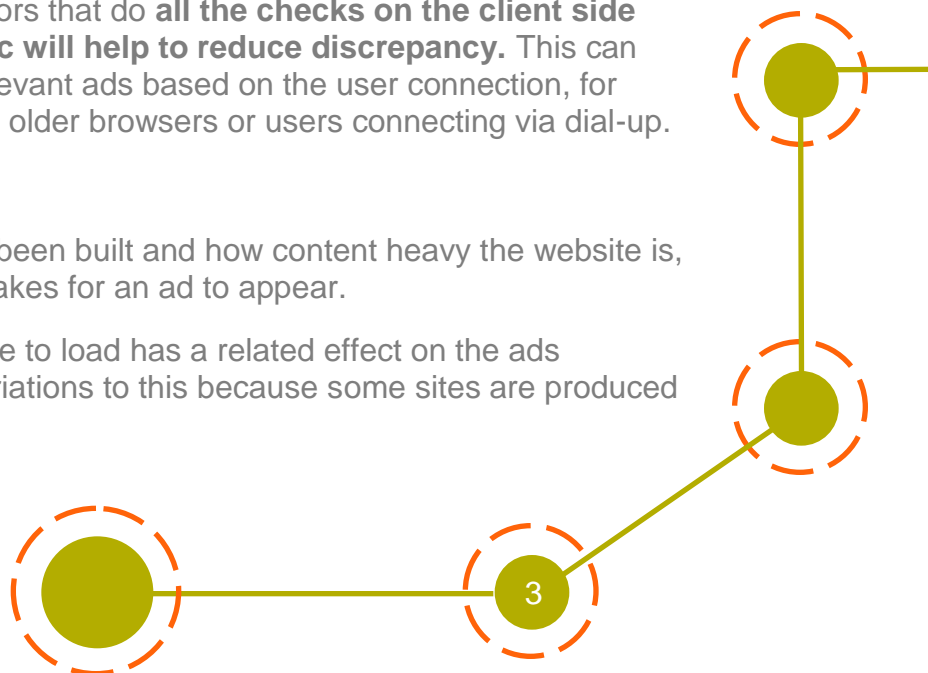 ors that do all the checks on the client side
c will help to reduce discrepancy. This can
evant ads based on the user connection, for
older browsers or users connecting via dial-up.
been built and how content heavy the website is,
akes for an ad to appear.
e to load has a related effect on the ads
riations to this because some sites are produced
3